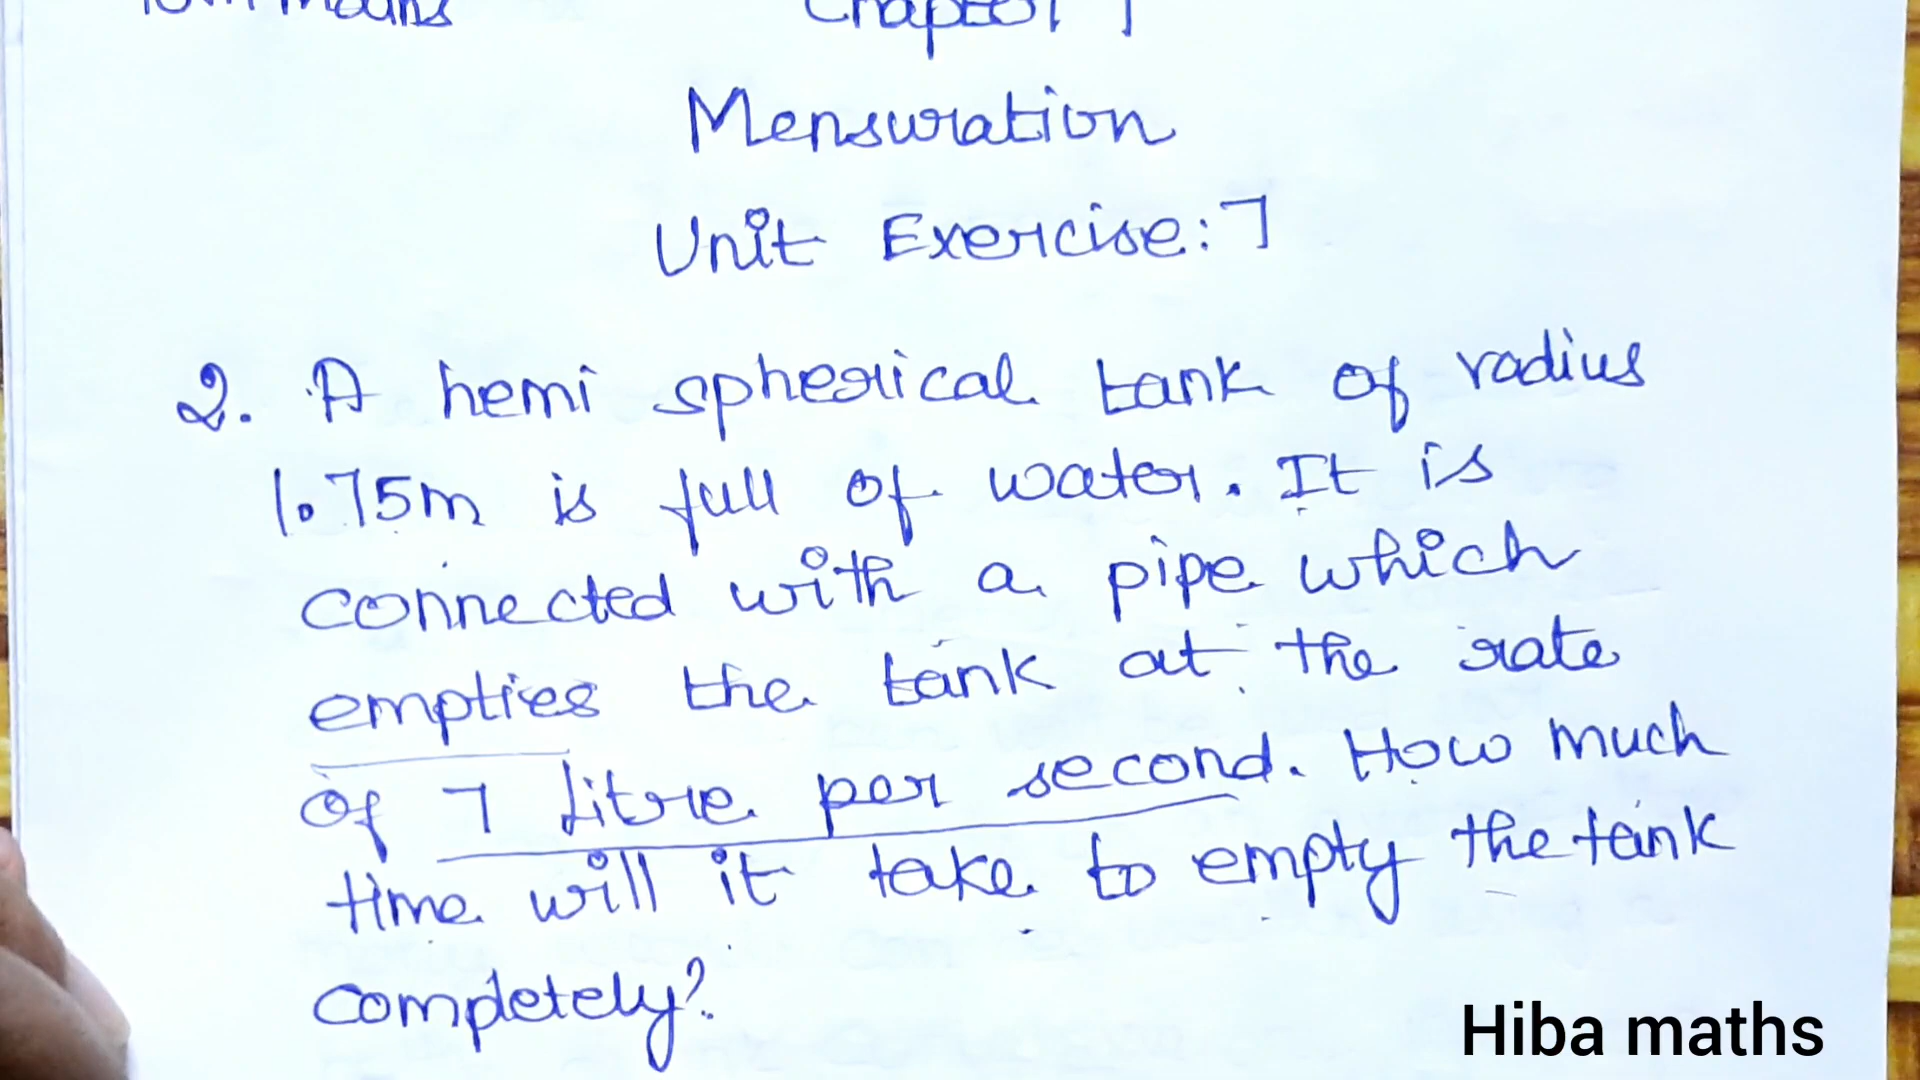 Mensuration
Unit Exercise: 7
2. A hemi spherical tank of radius
1.75m is full of water. It is
connected with a pipe which
empties the tank at the rate
of 7 litre per second. How much
time will it take to empty the tank
completely?
Hiba maths